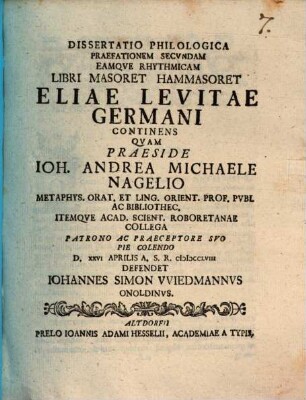 7.
DISSERTATIO PHILOLOGICA
PRAEFATIONEM SECVNDAM
EAMQVE RHYTHMICAM
LIBRI MASORET HAMMASORET
ELIAE LEVITAE
GERMANI
CONTINENS
QVAM
PRAESIDE
IOH. ANDREA MICHAELE
NAGELIO
METAPHYS. ORAT. ET LING. ORIENT. PROF. PVBL.
AC BIBLIOTHEC.
ITEMQVE ACAD. SCIENT. ROBORETANAE
COLLEGA
PATRONO AC PRAECEPTORE SVO
PIE COLENDO
D. XXVI APRILIS A. S. R. CIↃIↃCCLVIII
DEFENDET
IOHANNES SIMON VVIEDMANNVS
ONOLDINVS.
ALTDORFII
PRELO IOANNIS ADAMI HESSELII, ACADEMIAE A TYPIS.